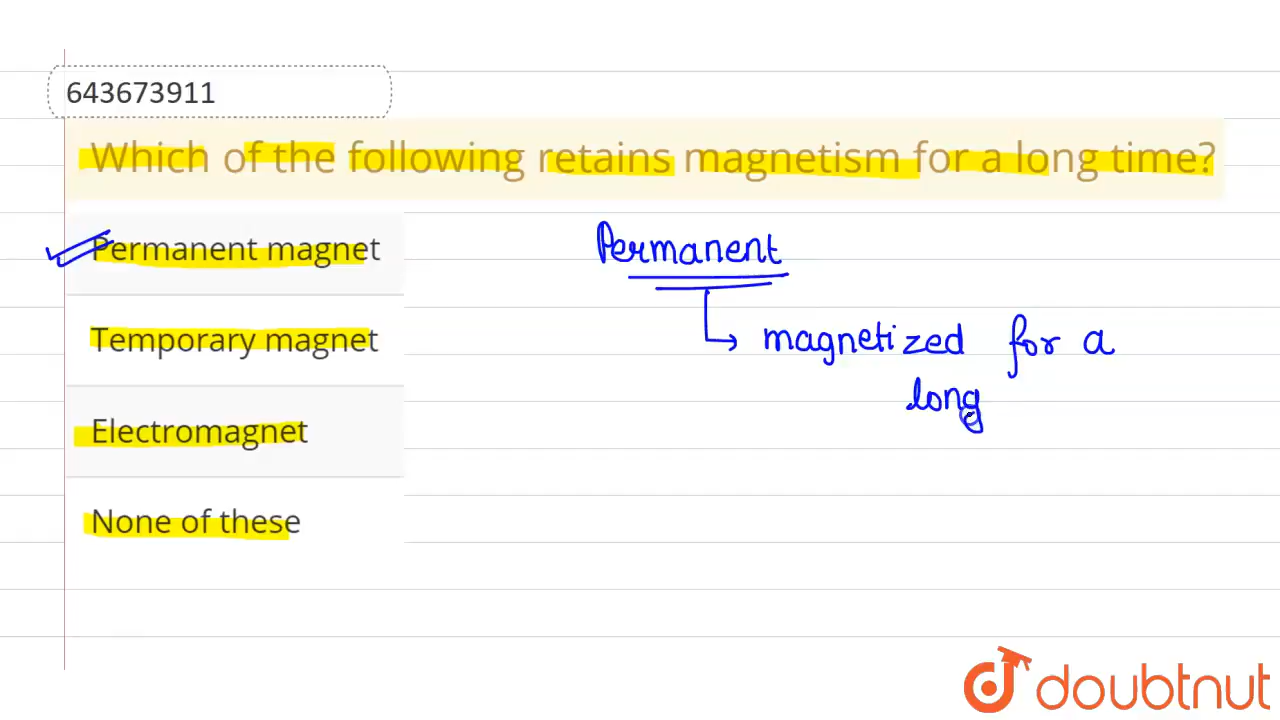 643673911
Which of the following retains magnetism for a long time?
Permanent magnet
Temporary magnet
Electromagnet
None of these
Permanent
magnetized for a
long
doubtnut